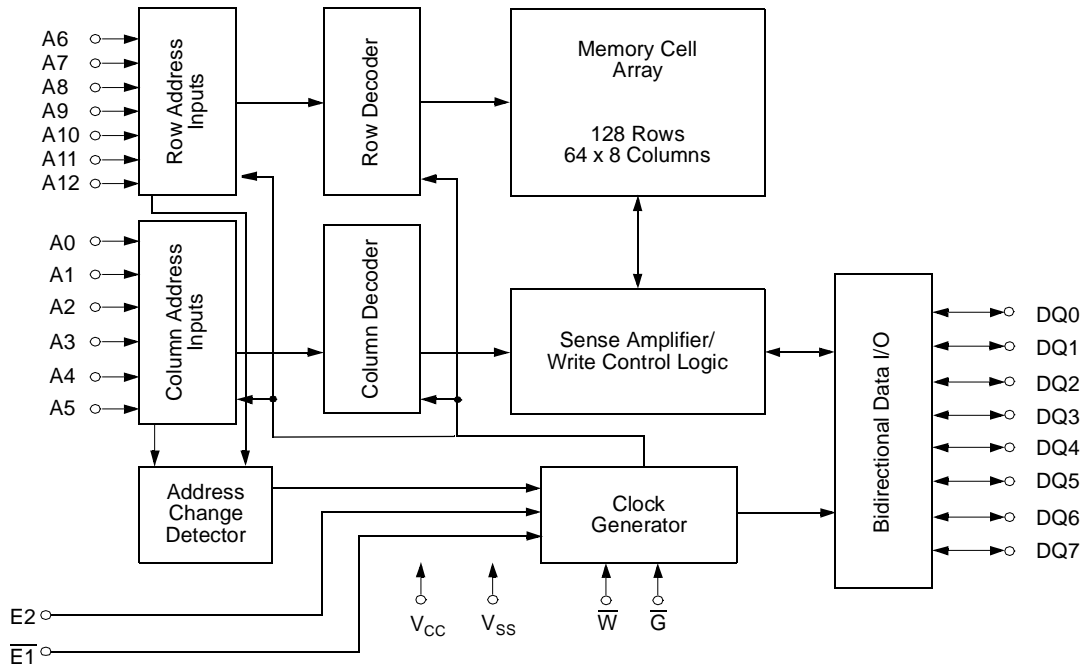 A6
A7
A8
A9
A10
A11
A12
Row Address
Inputs
Row Decoder
Memory Cell
Array
128 Rows
64 x 8 Columns
A0
A1
A2
A3
A4
A5
Column Address
Inputs
Column Decoder
Sense Amplifier/
Write Control Logic
Bidirectional Data I/O
DQ0
DQ1
DQ2
DQ3
DQ4
DQ5
DQ6
DQ7
Address
Change
Detector
Clock
Generator
E2
E̅1̅
VCC
VSS
W̅
G̅